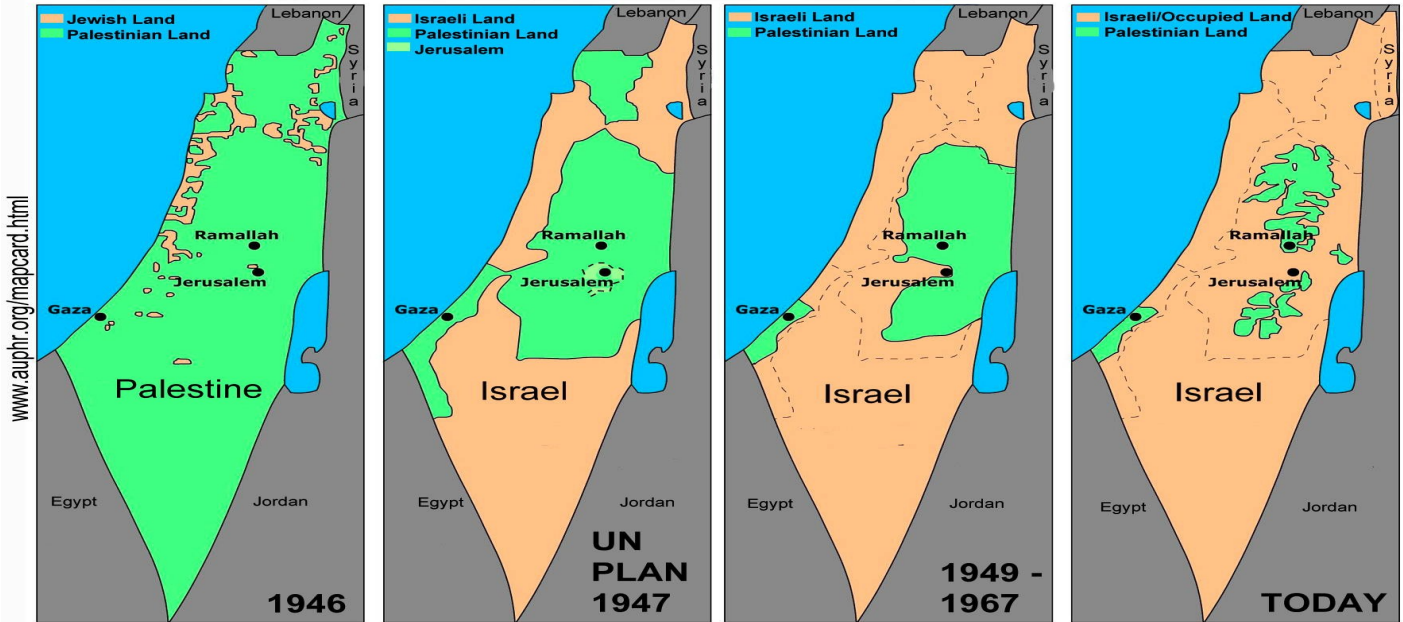 www.auphr.org/mapcard.html
Jewish Land
Palestinian Land
Lebanon
Syria
Ramallah
Jerusalem
Gaza
Palestine
Egypt
Jordan
1946
Israeli Land
Palestinian Land
Jerusalem
Lebanon
Syria
Ramallah
Jerusalem
Gaza
Israel
Egypt
Jordan
UN
PLAN
1947
Israeli Land
Palestinian Land
Lebanon
Syria
Ramallah
Jerusalem
Gaza
Israel
Egypt
Jordan
1949 -
1967
Israeli/Occupied Land
Palestinian Land
Lebanon
Syria
Ramallah
Jerusalem
Gaza
Israel
Egypt
Jordan
TODAY